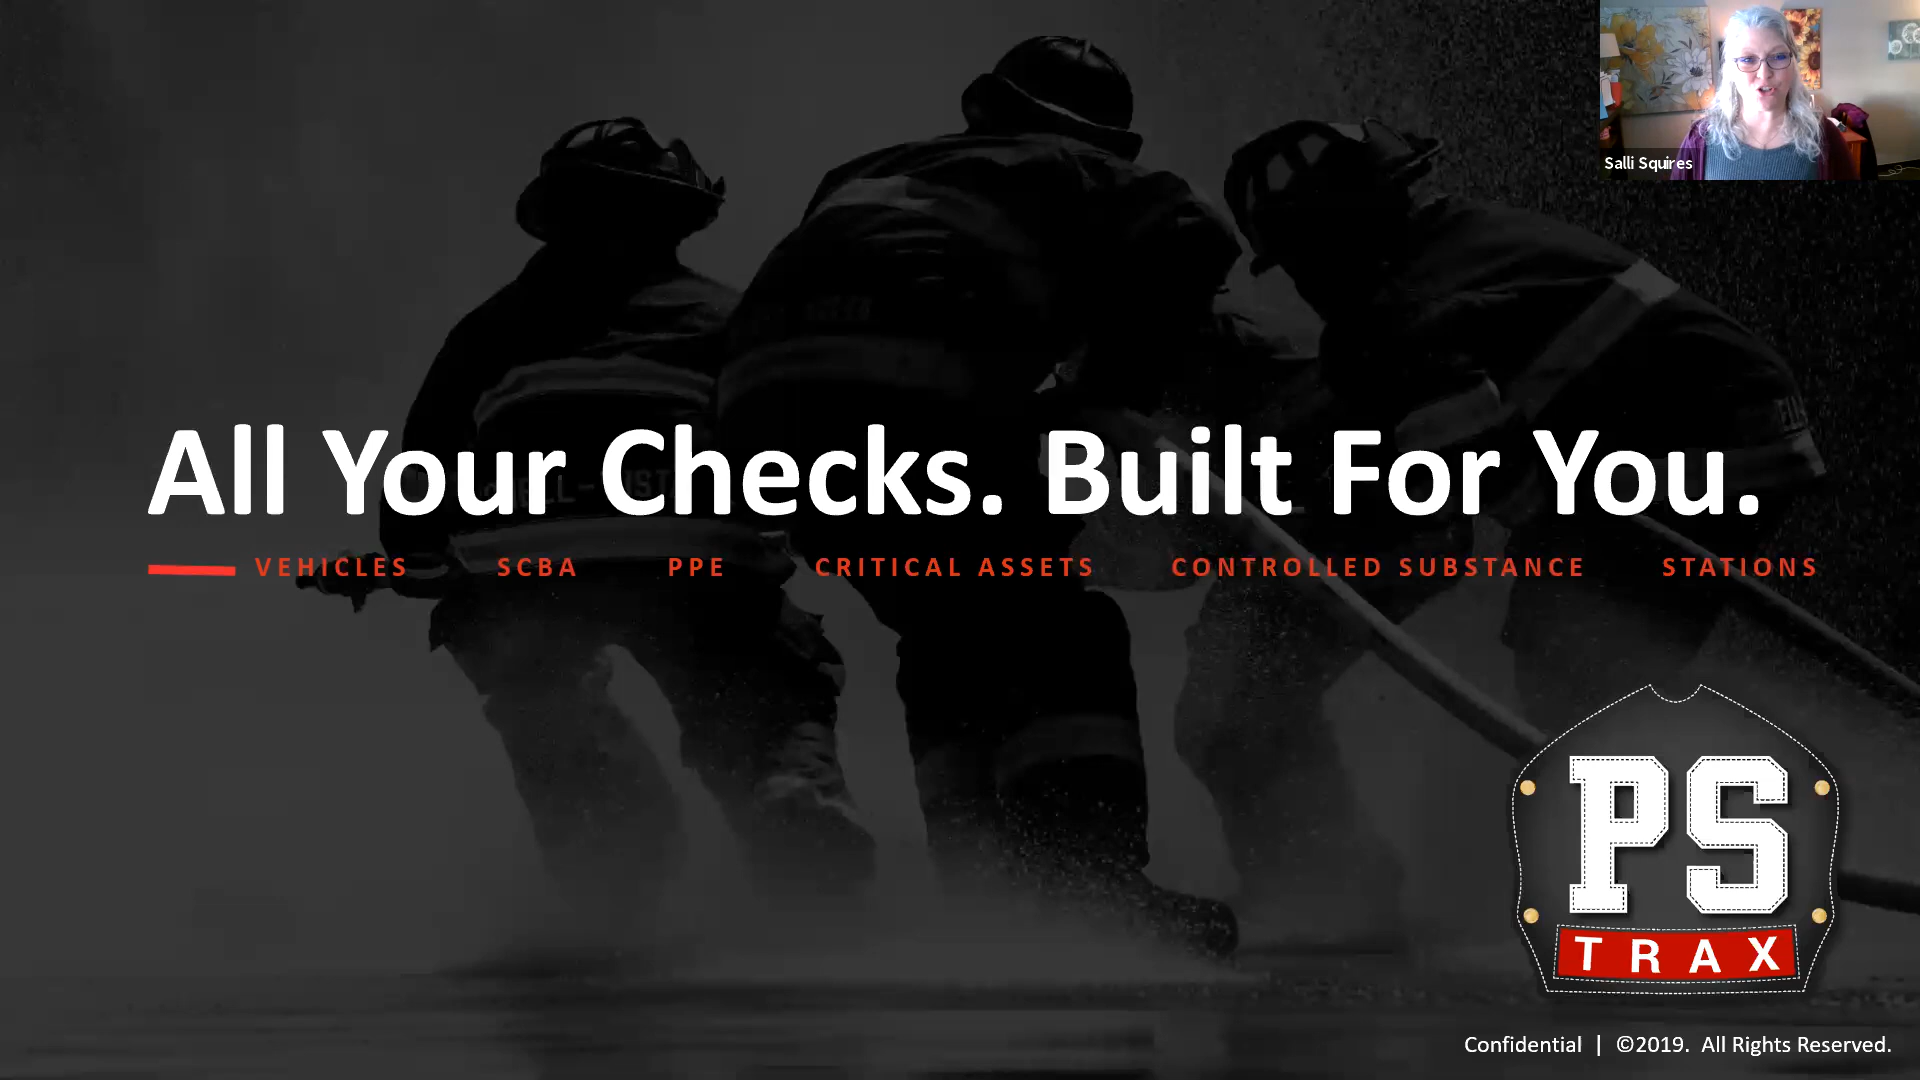 Salli Squires
All Your Checks. Built For You.
VEHICLES SCBA PPE CRITICAL ASSETS CONTROLLED SUBSTANCE STATIONS
PS
TRAX
Confidential | ©2019. All Rights Reserved.